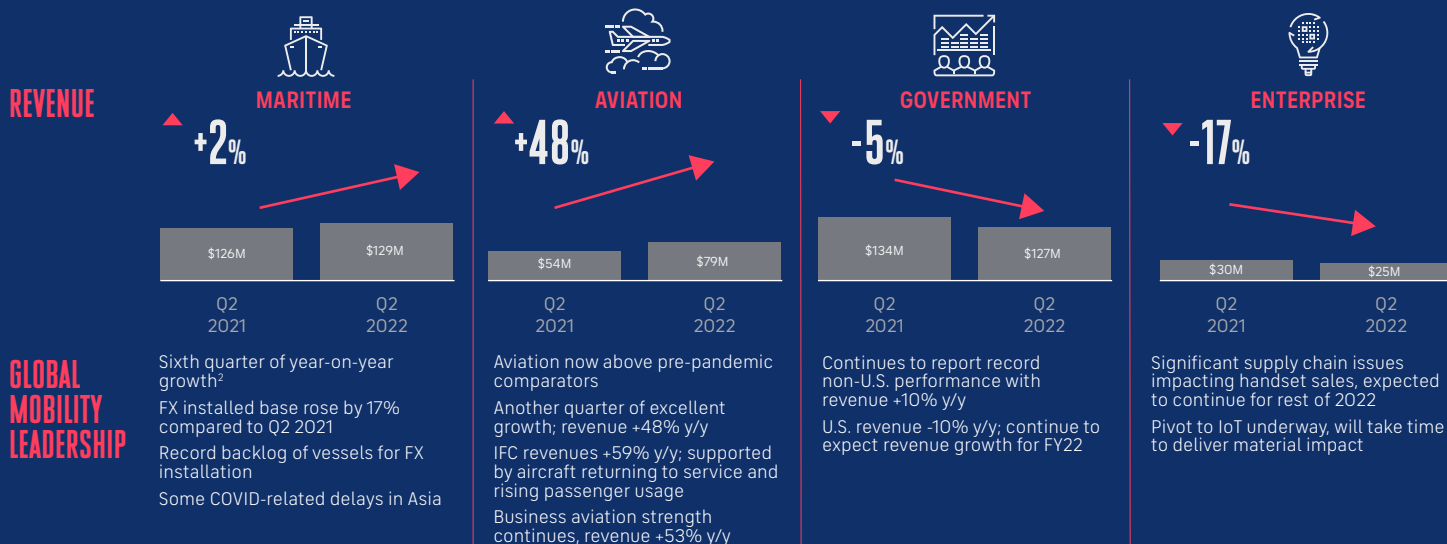 REVENUE
MARITIME
+2%
$126M
$129M
Q2
2021
Q2
2022
AVIATION
+48%
$54M
$79M
Q2
2021
Q2
2022
GOVERNMENT
-5%
$134M
$127M
Q2
2021
Q2
2022
ENTERPRISE
-17%
$30M
$25M
Q2
2021
Q2
2022
GLOBAL
MOBILITY
LEADERSHIP
Sixth quarter of year-on-year
growth²
FX installed base rose by 17%
compared to Q2 2021
Record backlog of vessels for FX
installation
Some COVID-related delays in Asia
Aviation now above pre-pandemic
comparators
Another quarter of excellent
growth; revenue +48% y/y
IFC revenues +59% y/y; supported
by aircraft returning to service and
rising passenger usage
Business aviation strength
continues, revenue +53% y/y
Continues to report record
non-U.S. performance with
revenue +10% y/y
U.S. revenue -10% y/y; continue to
expect revenue growth for FY22
Significant supply chain issues
impacting handset sales, expected
to continue for rest of 2022
Pivot to IoT underway, will take time
to deliver material impact